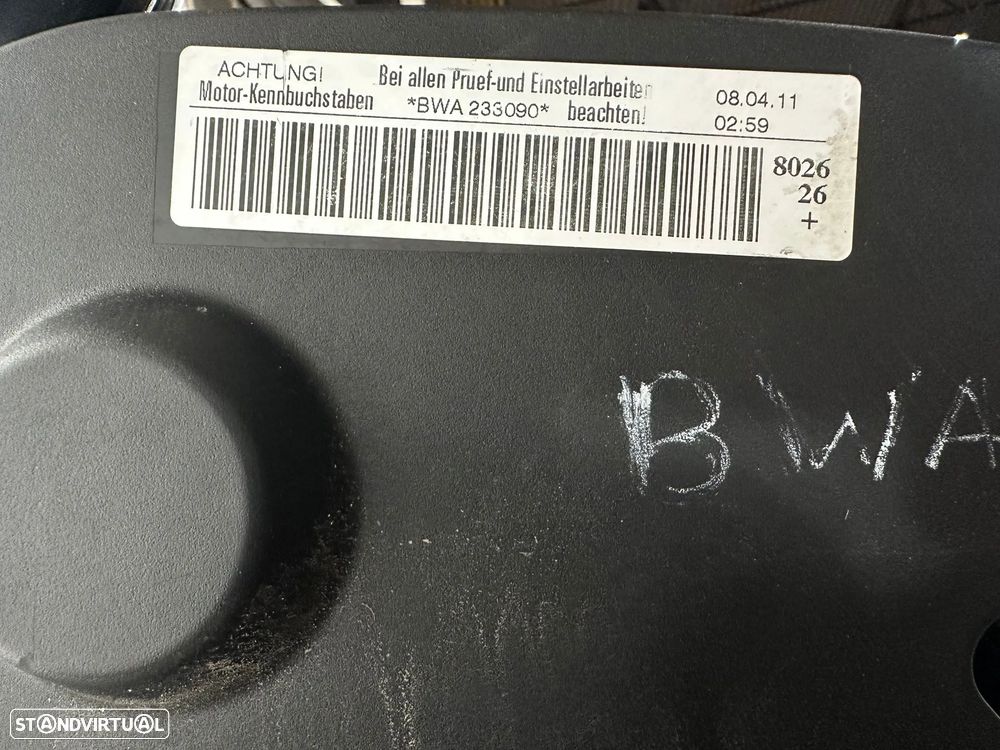 ACHTUNG! Bei allen Pruef-und Einstellarbeiten
Motor-Kennbuchstaben *BWA 233090* beachten!
08.04.11
02:59
8026
26
+
BWA
STANDVIRTUAL